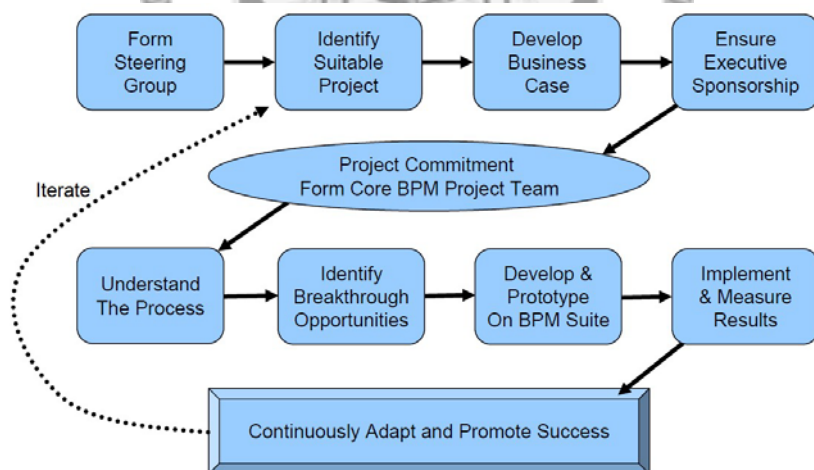 Form
Steering
Group
Identify
Suitable
Project
Develop
Business
Case
Ensure
Executive
Sponsorship
Project Commitment
Form Core BPM Project Team
Iterate
Understand
The Process
Identify
Breakthrough
Opportunities
Develop &
Prototype
On BPM Suite
Implement
& Measure
Results
Continuously Adapt and Promote Success